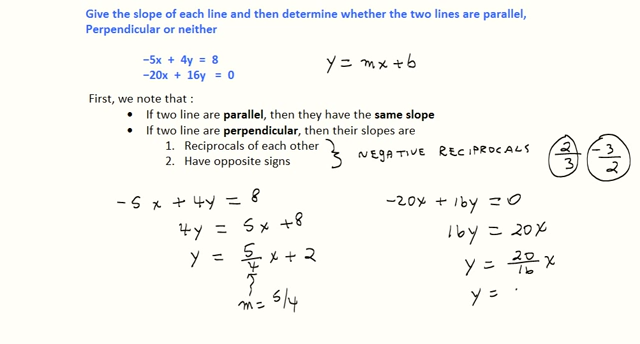 Give the slope of each line and then determine whether the two lines are parallel,
Perpendicular or neither
−5x + 4y = 8
−20x + 16y = 0
y = mx + b
First, we note that :
• If two line are parallel, then they have the same slope
• If two line are perpendicular, then their slopes are
1. Reciprocals of each other
2. Have opposite signs
} NEGATIVE RECIPROCALS 2/3 -3/2
-5x + 4y = 8
4y = 5x + 8
y = 5/4 x + 2
m = 5/4
-20x + 16y = 0
16y = 20x
y = 20/16 x
y =